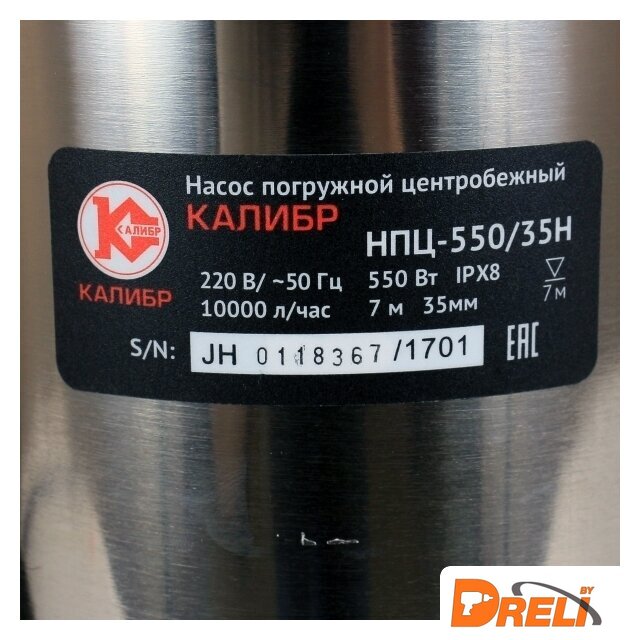 Насос погружной центробежный
КАЛИБР
КАЛИБР
КАЛИБР
НПЦ-550/35Н
220 В/ ~50 Гц 550 Вт IPX8
10000 л/час 7 м 35мм
7 м
S/N: JH 0118367 /1701
EAC
DRELI
BY